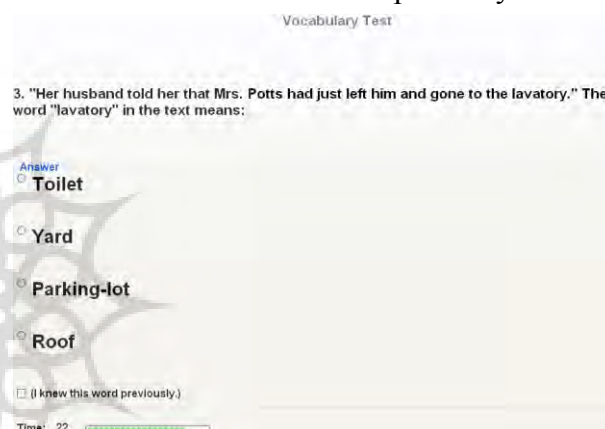 Vocabulary Test
3. "Her husband told her that Mrs. Potts had just left him and gone to the lavatory." The
word "lavatory" in the text means:
Answer
Toilet
Yard
Parking-lot
Roof
(I knew this word previously.)
Time: 22